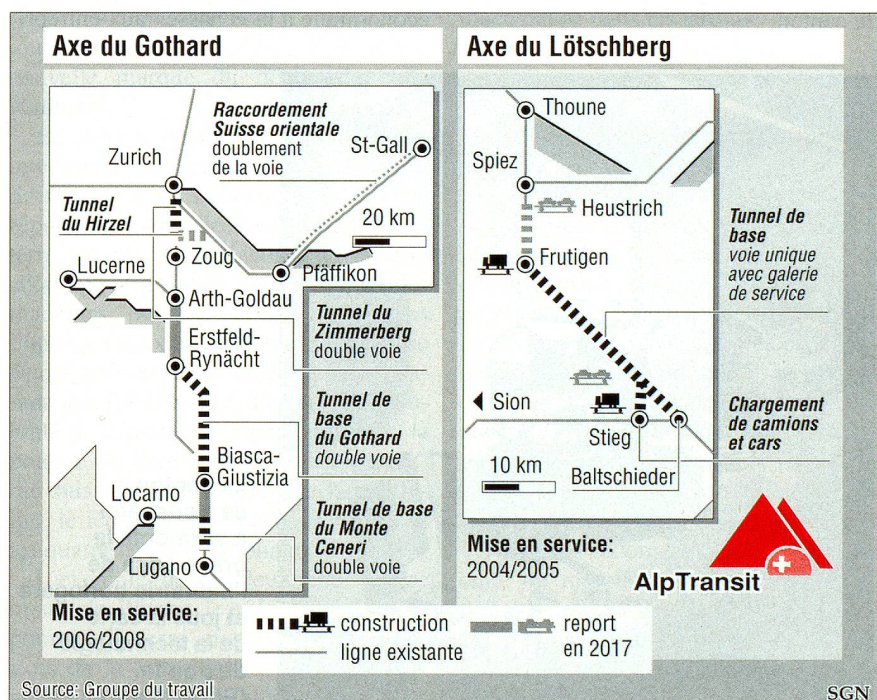 Axe du Gothard
Raccordement
Suisse orientale
doublement
de la voie
St-Gall
Zurich
Tunnel
du Hirzel
20 km
Zoug
Lucerne
Pfäffikon
Arth-Goldau
Tunnel du
Zimmerberg
double voie
Erstfeld-
Rynächt
Tunnel de
base
du Gothard
double voie
Biasca-
Giustizia
Locarno
Tunnel de base
du Monte
Ceneri
double voie
Lugano
Mise en service:
2006/2008
Axe du Lötschberg
Thoune
Spiez
Heustrich
Tunnel de
base
voie unique
avec galerie
de service
Frutigen
Sion
Chargement
de camions
et cars
Stieg
10 km
Baltschieder
Mise en service:
2004/2005
AlpTransit
construction
report
en 2017
ligne existante
Source: Groupe du travail
SGN